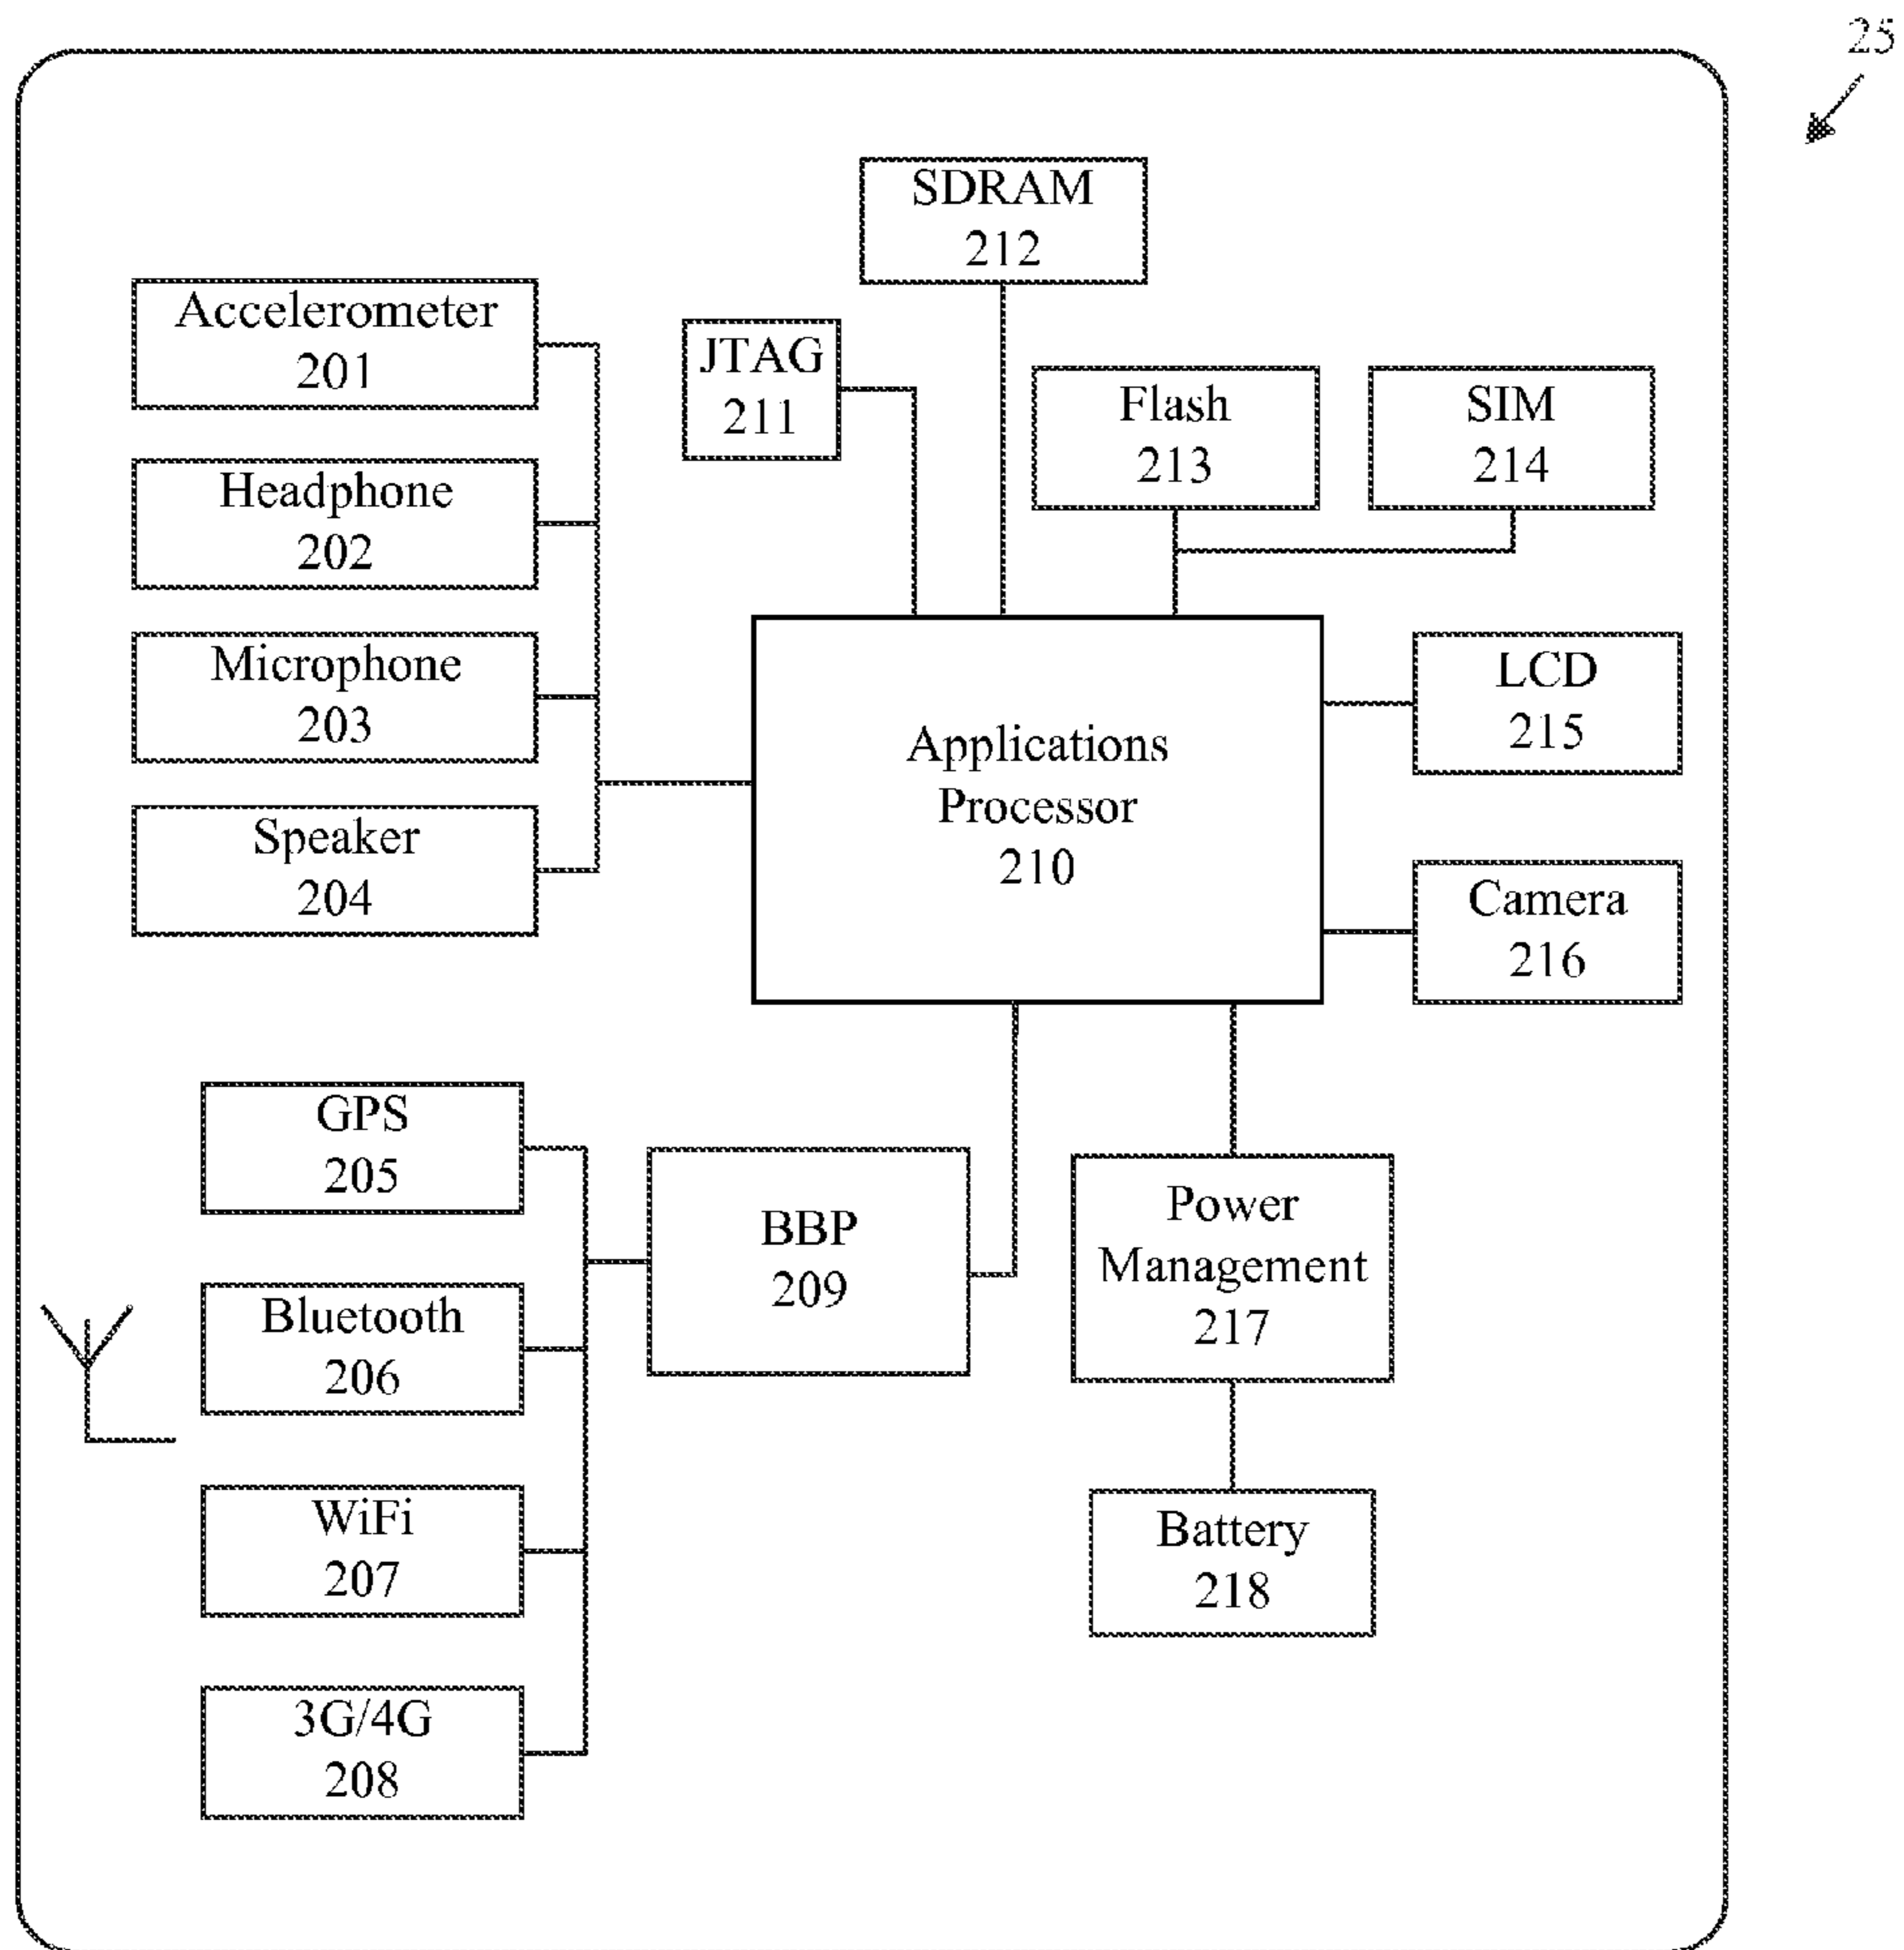 25
SDRAM
212
Accelerometer
201
JTAG
211
Flash
213
SIM
214
Headphone
202
Microphone
203
LCD
215
Applications
Processor
210
Speaker
204
Camera
216
GPS
205
BBP
209
Power
Management
217
Bluetooth
206
WiFi
207
Battery
218
3G/4G
208